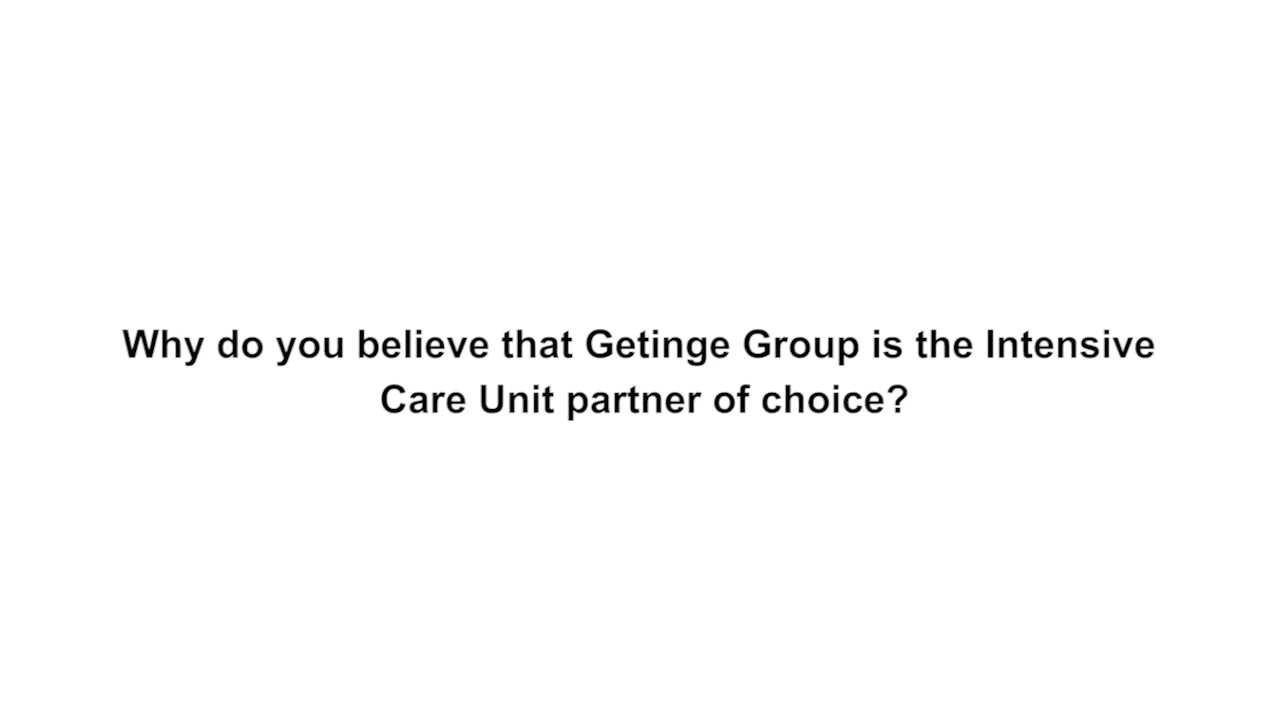 Why do you believe that Getinge Group is the Intensive
Care Unit partner of choice?